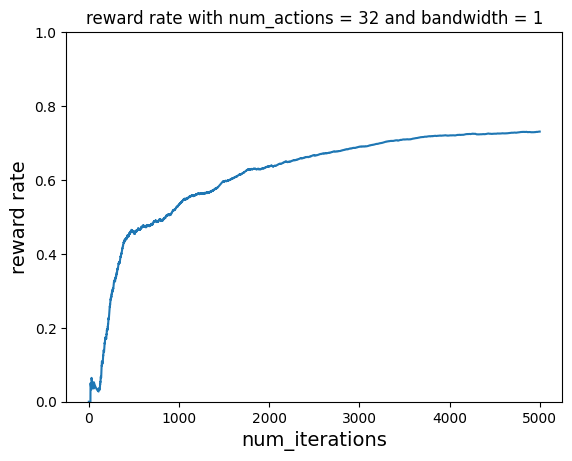 reward rate with num_actions = 32 and bandwidth = 1
1.0
0.8
0.6
0.4
0.2
0.0
reward rate
0 1000 2000 3000 4000 5000
num_iterations